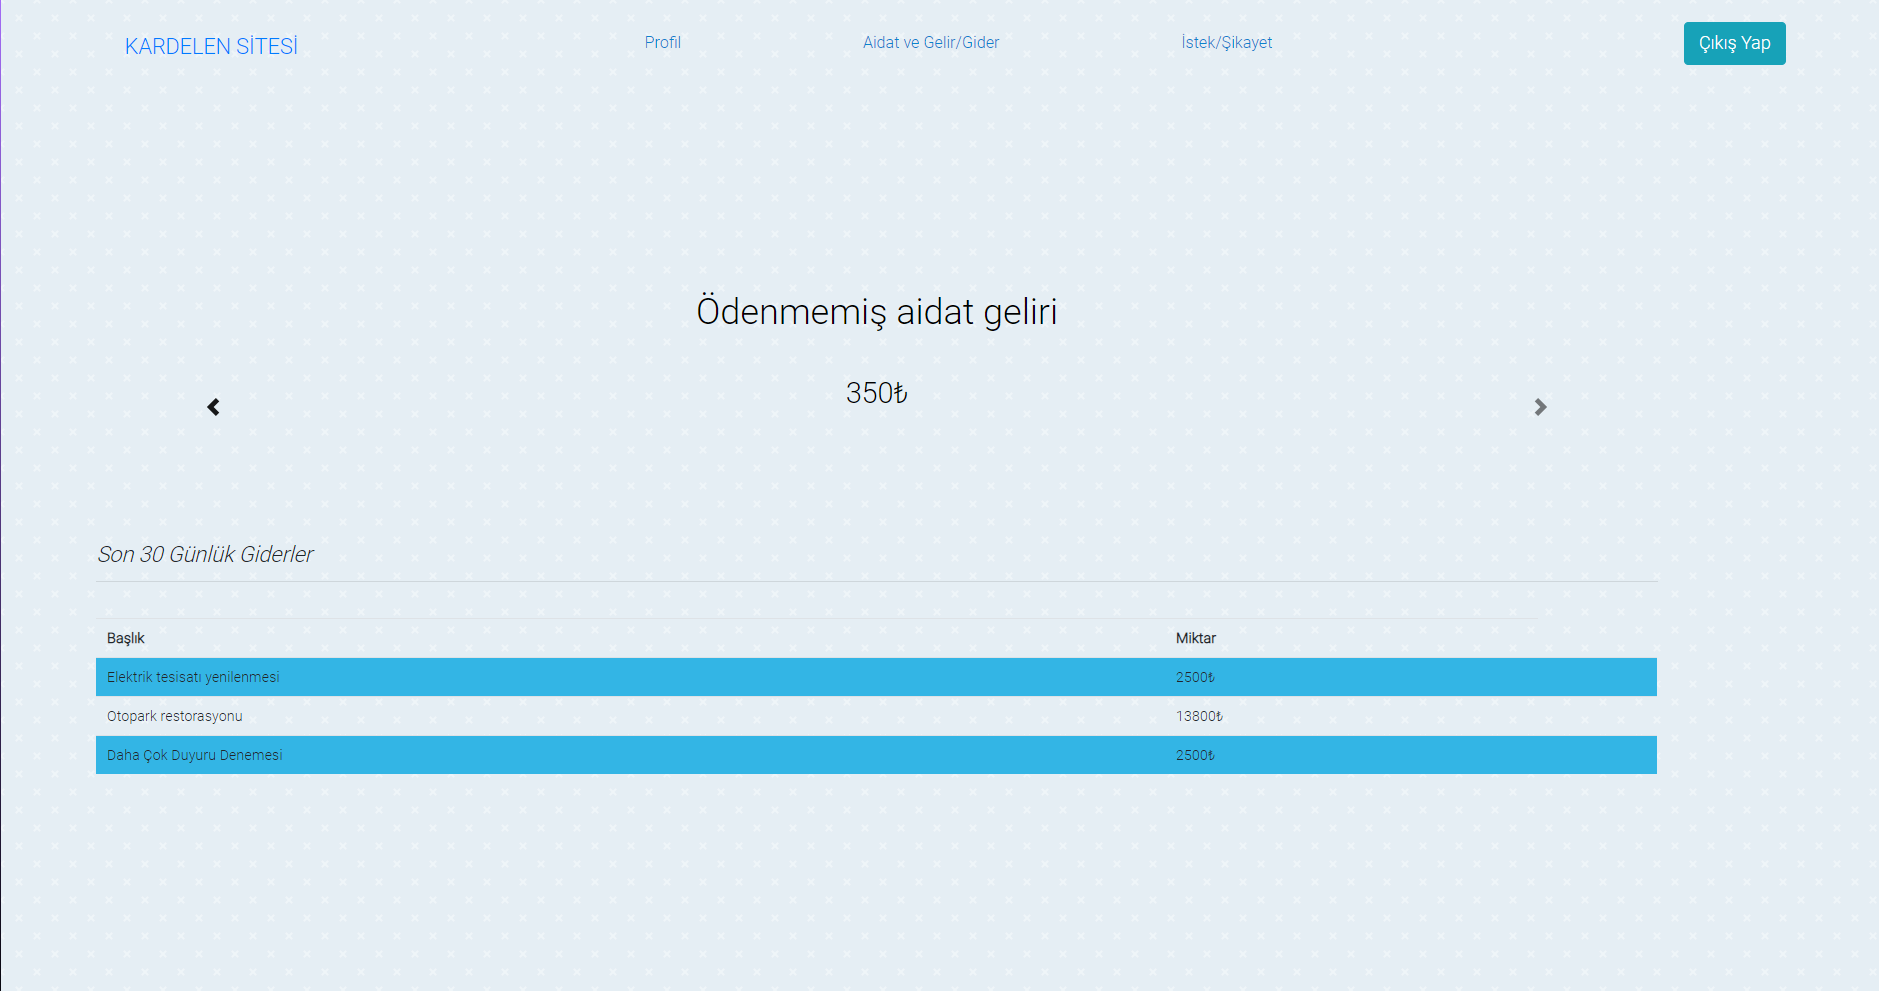 KARDELEN SİTESİ
Profil
Aidat ve Gelir/Gider
İstek/Şikayet
Çıkış Yap
Ödenmemiş aidat geliri
350₺
Son 30 Günlük Giderler
Başlık Miktar
Elektrik tesisatı yenilenmesi 2500₺
Otopark restorasyonu 13800₺
Daha Çok Duyuru Denemesi 2500₺